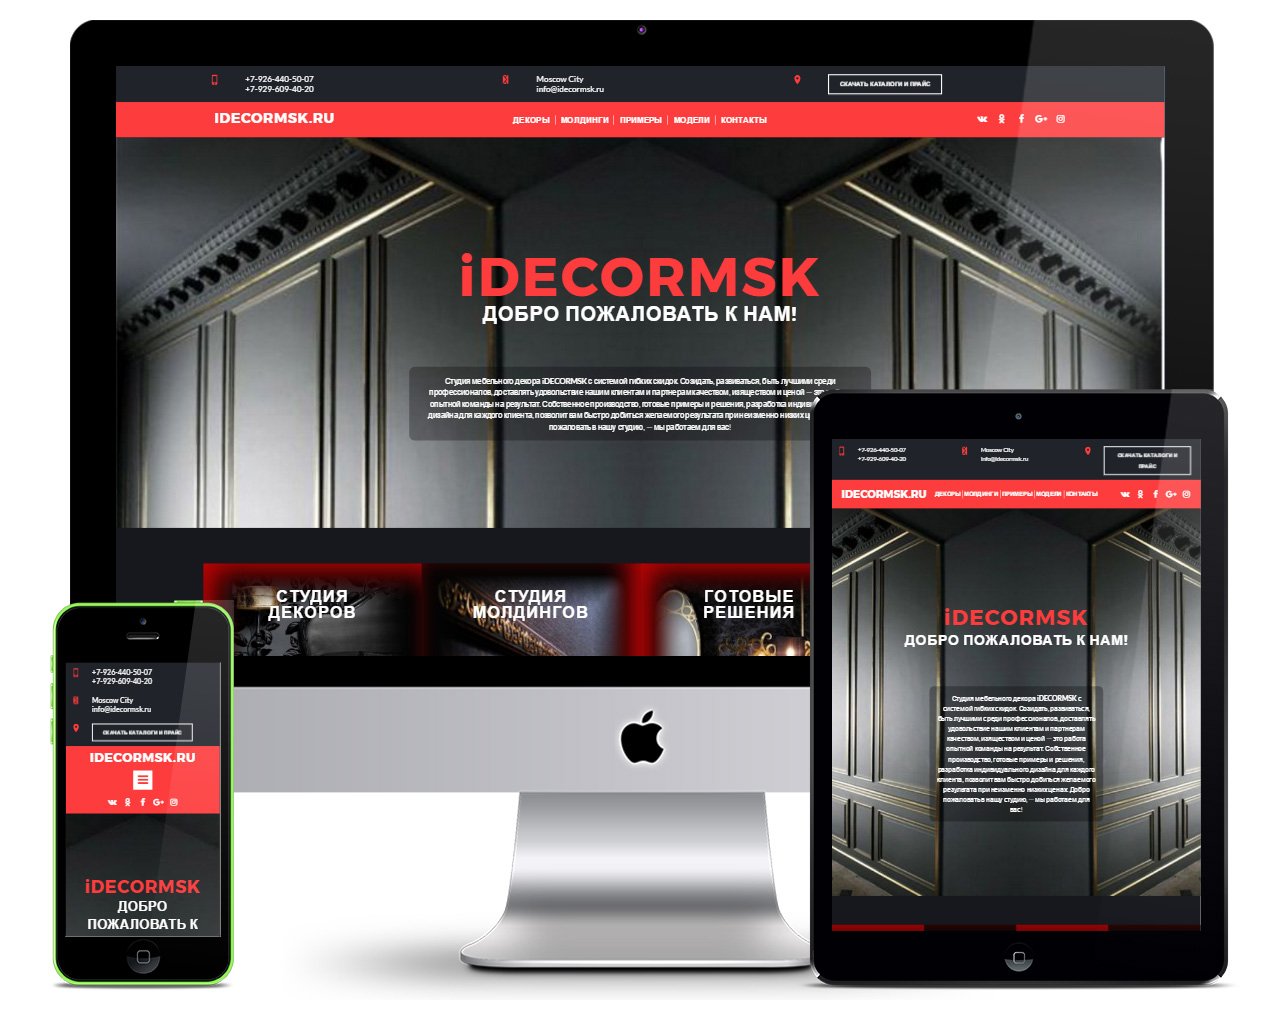 +7-926-440-50-07
+7-929-609-40-20
Moscow City
info@idecormsk.ru
СКАЧАТЬ КАТАЛОГИ И ПРАЙС
IDECORMSK.RU
ДЕКОРЫ | МОЛДИНГИ | ПРИМЕРЫ | МОДЕЛИ | КОНТАКТЫ
iDECORMSK
ДОБРО ПОЖАЛОВАТЬ К НАМ!
Студия мебельного декора iDECORMSK с системой гибких скидок. Созидать, развиваться, быть лучшими среди
профессионалов, доставлять удовольствие нашим клиентам и партнерам качеством, изяществом и ценой — это
опытной команды на результат. Собственное производство, готовые примеры и решения, разработка
дизайна для каждого клиента, позволит вам быстро добиться желаемого результата при неизменно низких
пожаловать в нашу студию, — мы работаем для вас!
СТУДИЯ
ДЕКОРОВ
СТУДИЯ
МОЛДИНГОВ
ГОТОВЫЕ
РЕШЕНИЯ
+7-926-440-50-07
+7-929-609-40-20
Moscow City
info@idecormsk.ru
СКАЧАТЬ КАТАЛОГИ И ПРАЙС
IDECORMSK.RU
iDECORMSK
ДОБРО
ПОЖАЛОВАТЬ К
+7-926-440-50-07
+7-929-609-40-20
Moscow City
info@idecormsk.ru
СКАЧАТЬ КАТАЛОГИ И
ПРАЙС
IDECORMSK.RU
ДЕКОРЫ | МОЛДИНГИ | ПРИМЕРЫ | МОДЕЛИ | КОНТАКТЫ
iDECORMSK
ДОБРО ПОЖАЛОВАТЬ К НАМ!
Студия мебельного декора iDECORMSK с
системой гибких скидок. Созидать, развиваться,
быть лучшими среди профессионалов, доставлять
удовольствие нашим клиентам и партнерам
качеством, изяществом и ценой — это работа
опытной команды на результат. Собственное
производство, готовые примеры и решения,
разработка индивидуального дизайна для каждого
клиента, позволит вам быстро добиться желаемого
результата при неизменно низких ценах. Добро
пожаловать в нашу студию, — мы работаем для
вас!